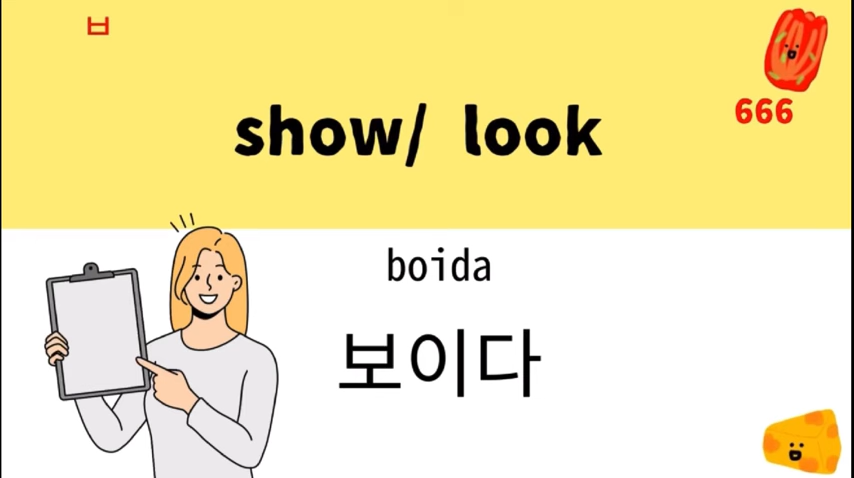 ㅂ
666
show/ look
boida
보이다